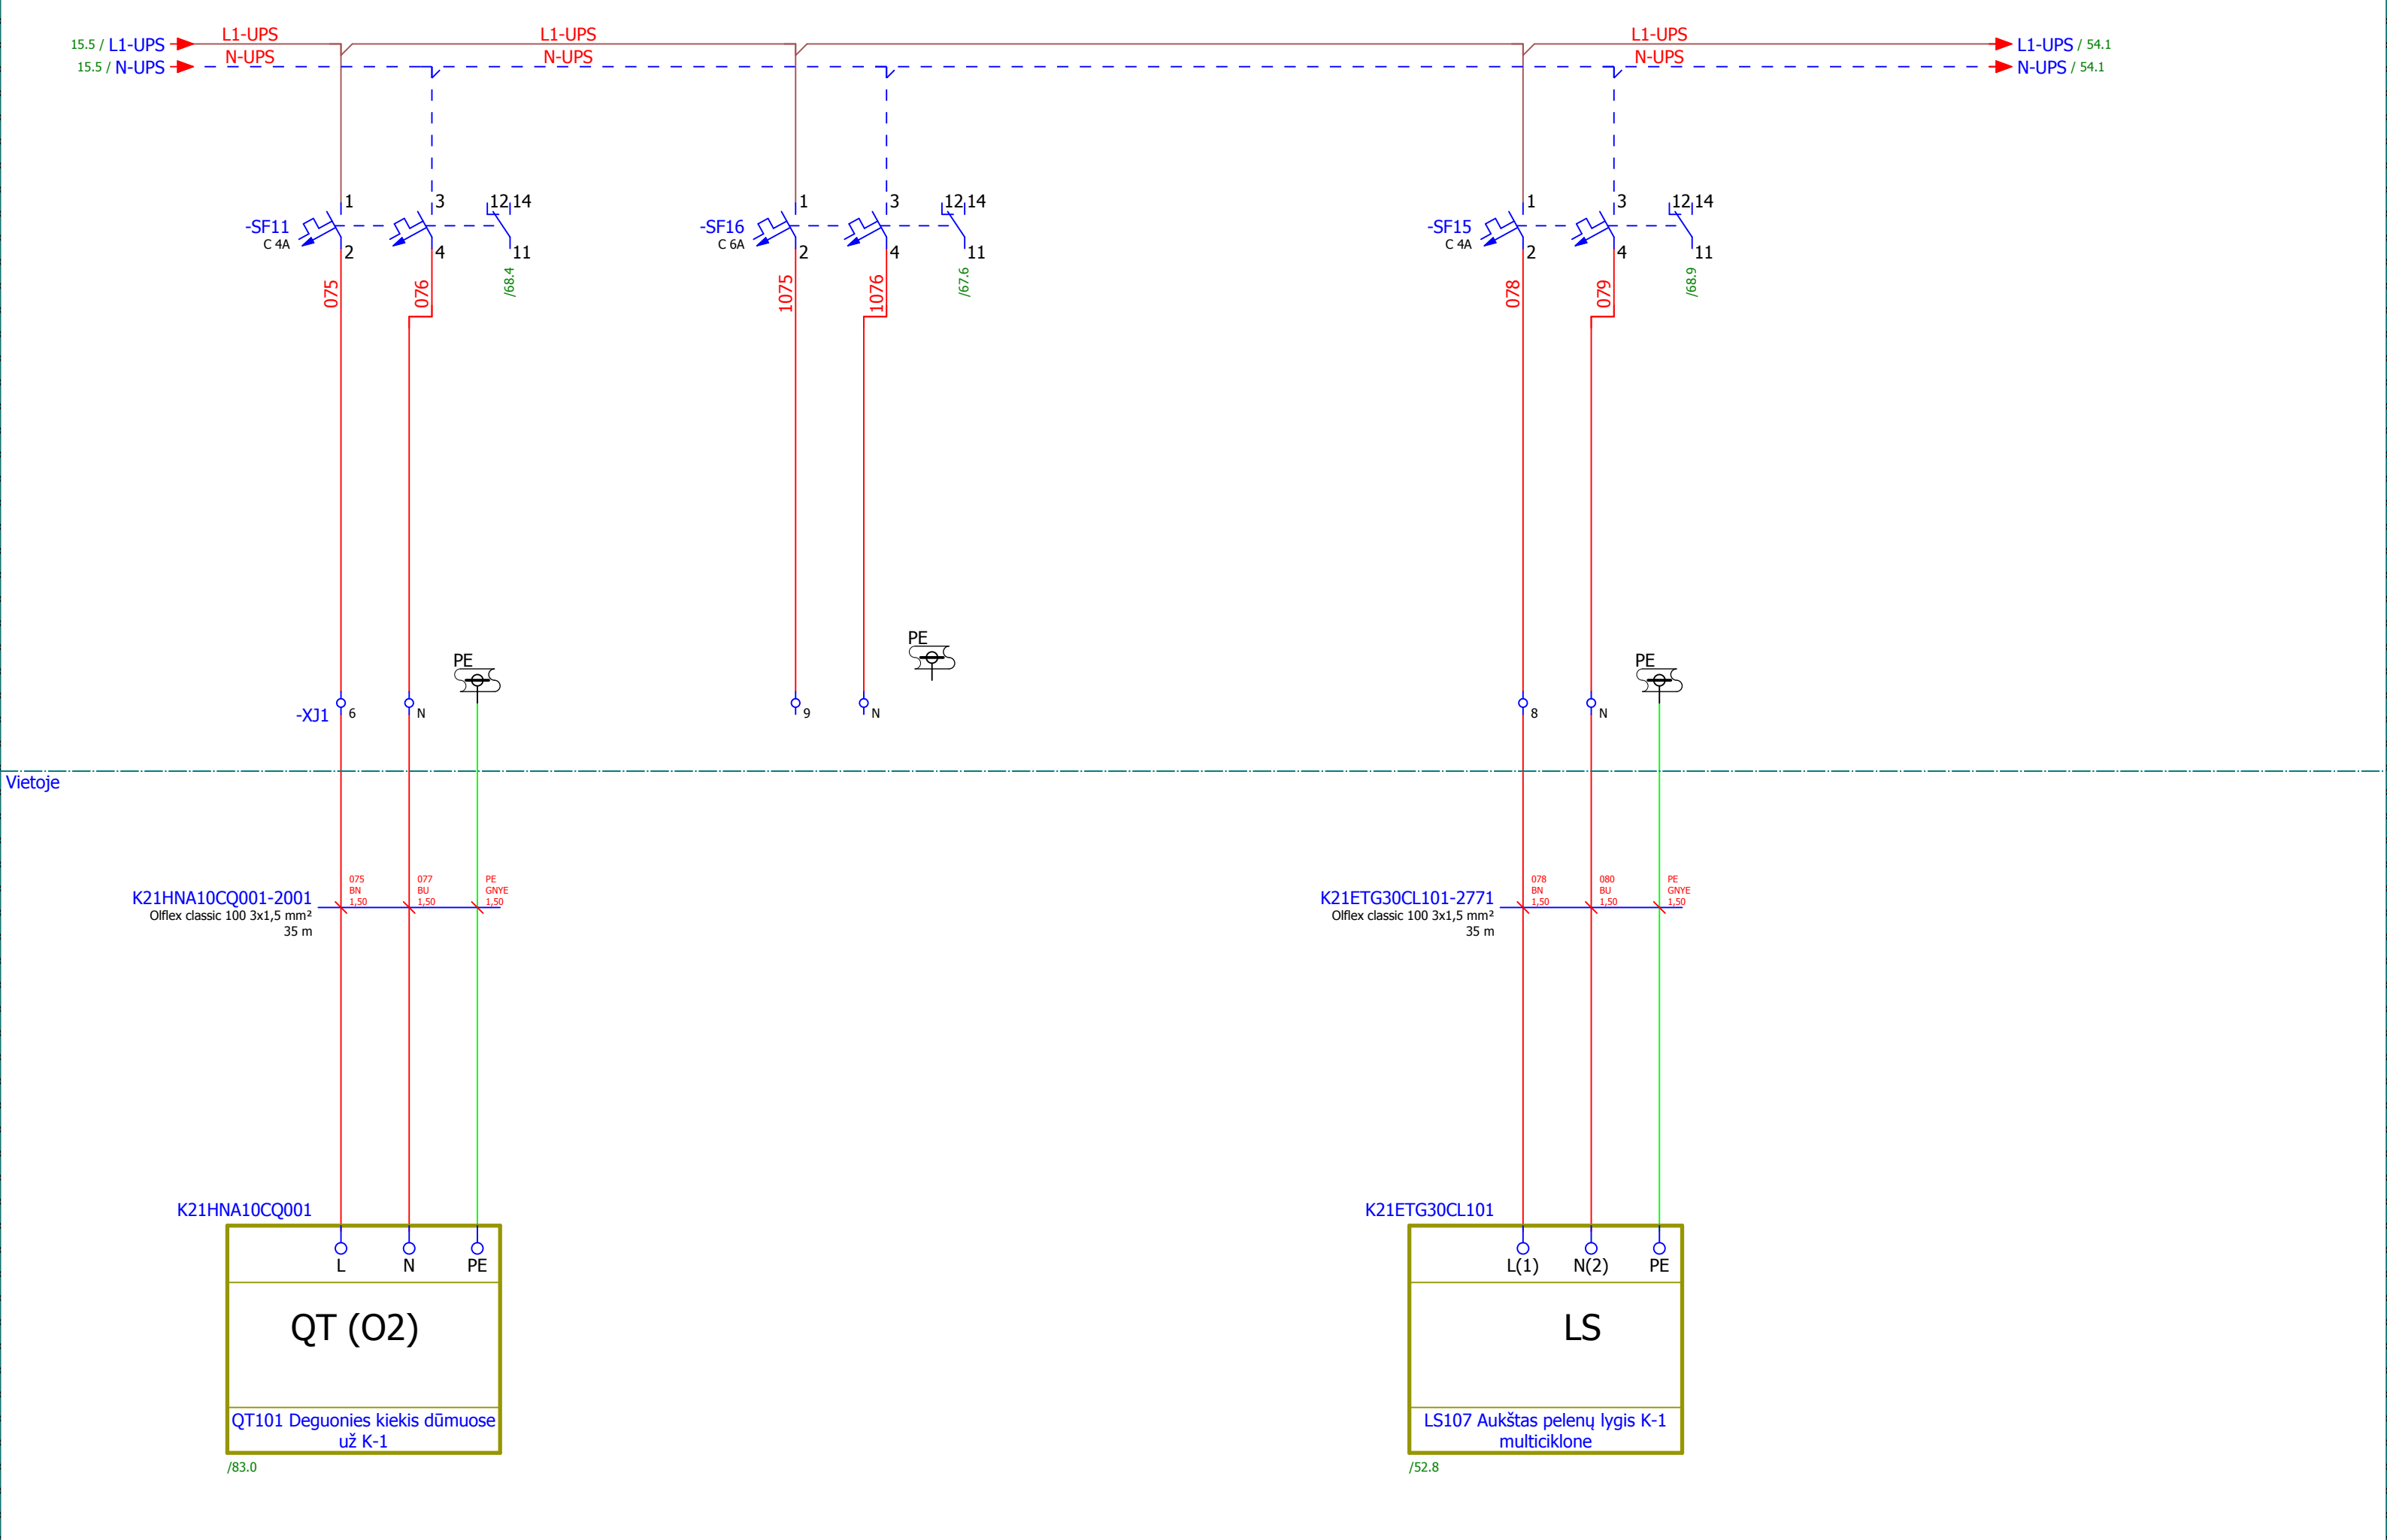 15.5 / L1-UPS
L1-UPS
L1-UPS
L1-UPS
L1-UPS / 54.1
15.5 / N-UPS
N-UPS
N-UPS
N-UPS
N-UPS / 54.1
-SF11
C 4A
1
2
3
4
12 14
11
/68.4
075
076
-SF16
C 6A
1
2
3
4
12 14
11
/67.6
1075
1076
-SF15
C 4A
1
2
3
4
12 14
11
/68.9
078
079
-XJ1
6
N
PE
9
N
PE
8
N
PE
Vietoje
K21HNA10CQ001-2001
Olflex classic 100 3x1,5 mm²
35 m
075
BN
1,50
077
BU
1,50
PE
GNYE
1,50
K21ETG30CL101-2771
Olflex classic 100 3x1,5 mm²
35 m
078
BN
1,50
080
BU
1,50
PE
GNYE
1,50
K21HNA10CQ001
L
N
PE
QT (O2)
QT101 Deguonies kiekis dūmuose
už K-1
/83.0
K21ETG30CL101
L(1)
N(2)
PE
LS
LS107 Aukštas pelenų lygis K-1
multiciklone
/52.8